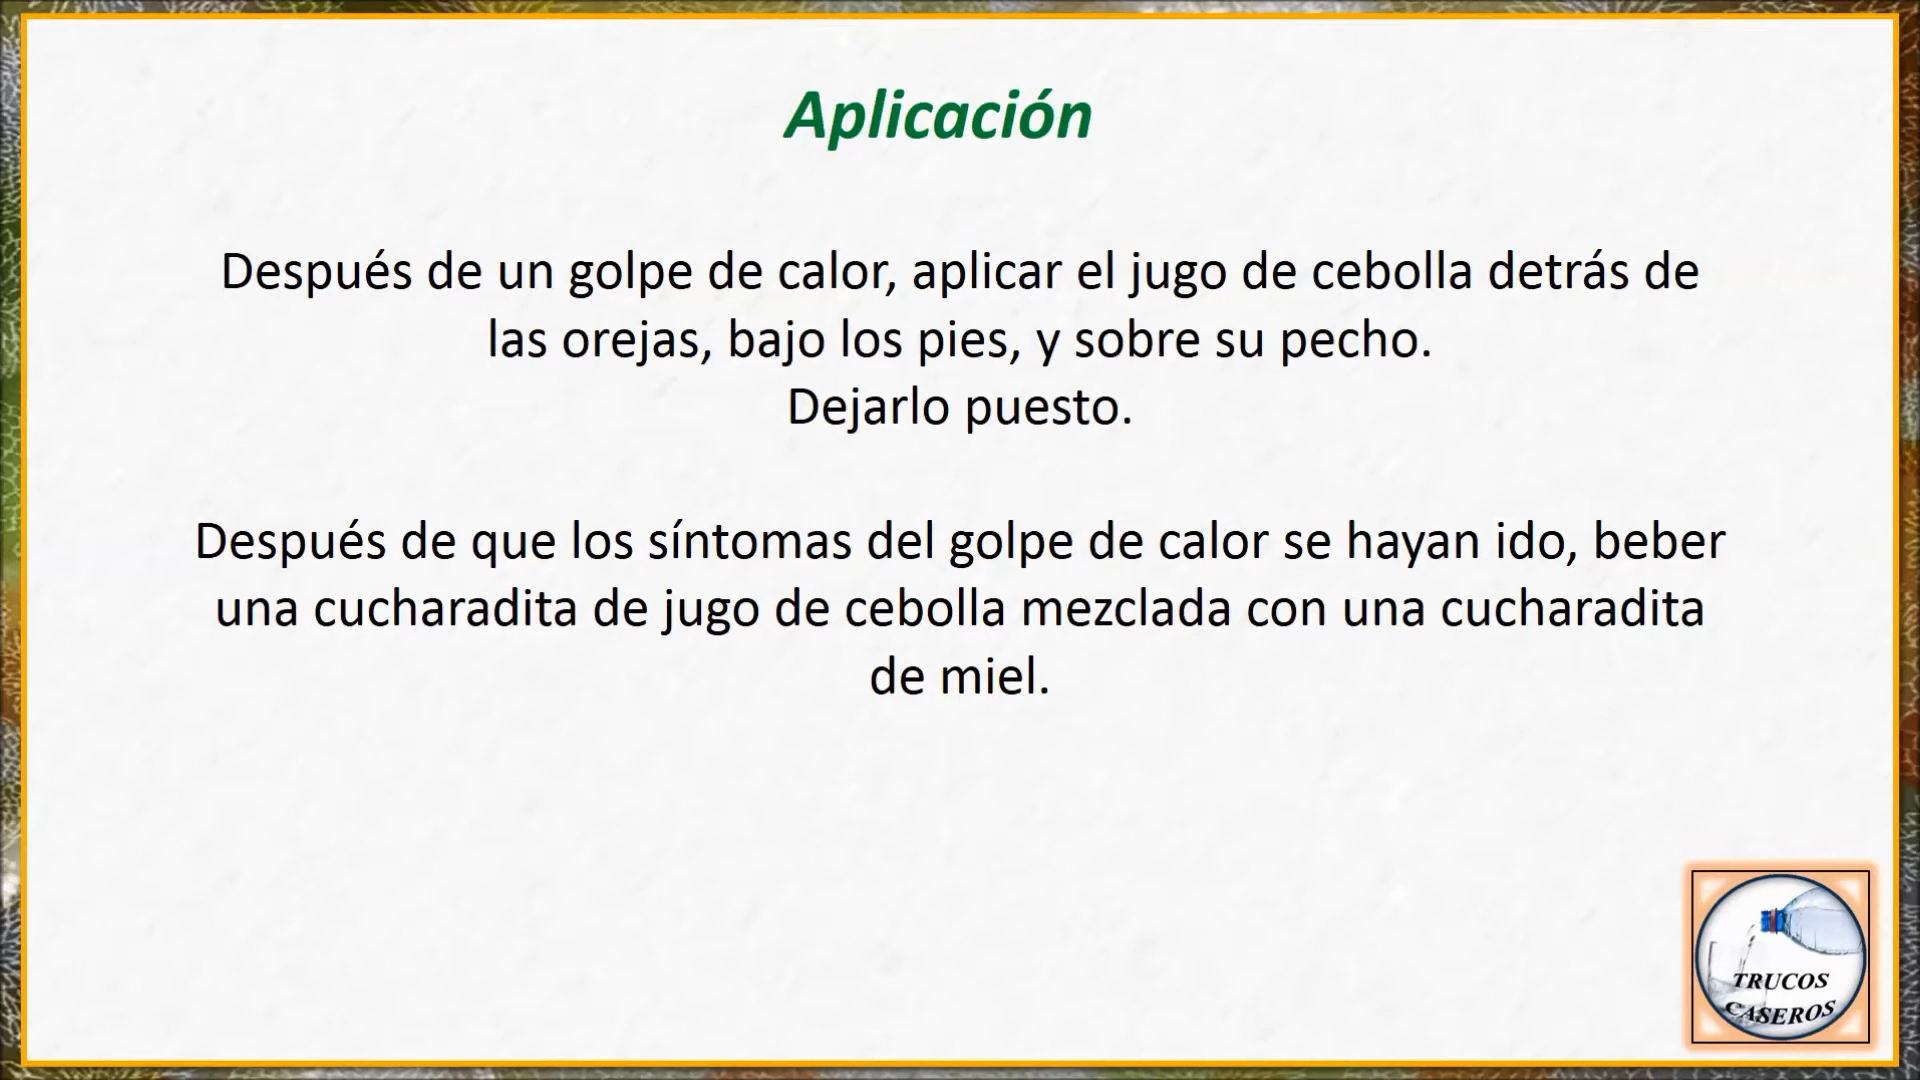 Aplicación
Después de un golpe de calor, aplicar el jugo de cebolla detrás de
las orejas, bajo los pies, y sobre su pecho.
Dejarlo puesto.
Después de que los síntomas del golpe de calor se hayan ido, beber
una cucharadita de jugo de cebolla mezclada con una cucharadita
de miel.
TRUCOS
CASEROS